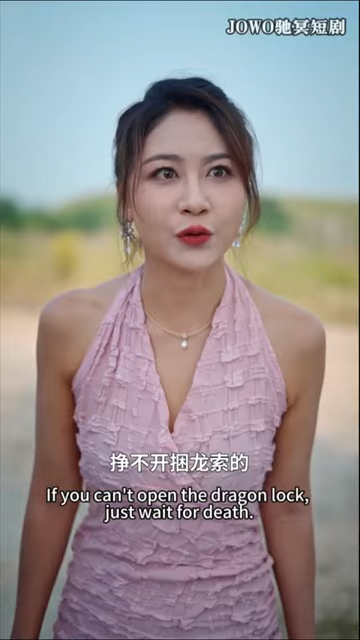 JOWO驰冥短剧
挣不开捆龙索的
If you can't open the dragon lock,
just wait for death.